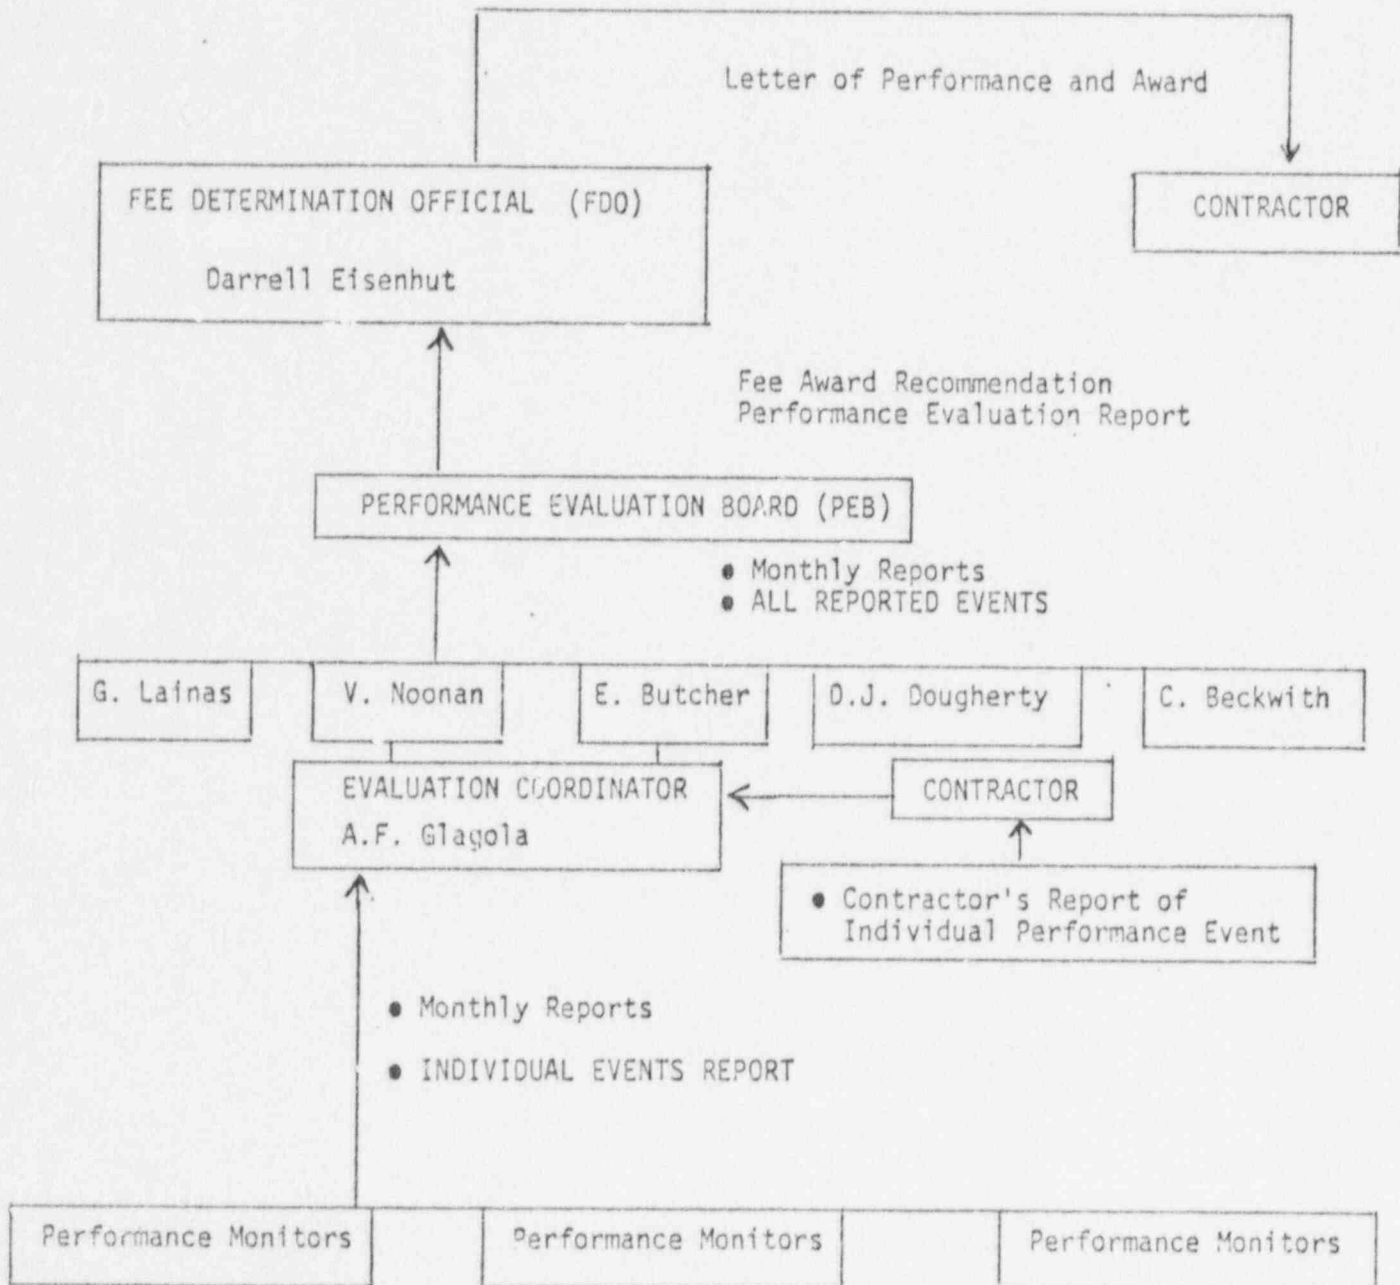 Letter of Performance and Award
FEE DETERMINATION OFFICIAL (FDO)
Darrell Eisenhut
CONTRACTOR
Fee Award Recommendation
Performance Evaluation Report
PERFORMANCE EVALUATION BOARD (PEB)
● Monthly Reports
● ALL REPORTED EVENTS
G. Lainas
V. Noonan
E. Butcher
D.J. Dougherty
C. Beckwith
EVALUATION COORDINATOR
A.F. Glagola
CONTRACTOR
● Contractor's Report of
Individual Performance Event
● Monthly Reports
● INDIVIDUAL EVENTS REPORT
Performance Monitors
Performance Monitors
Performance Monitors